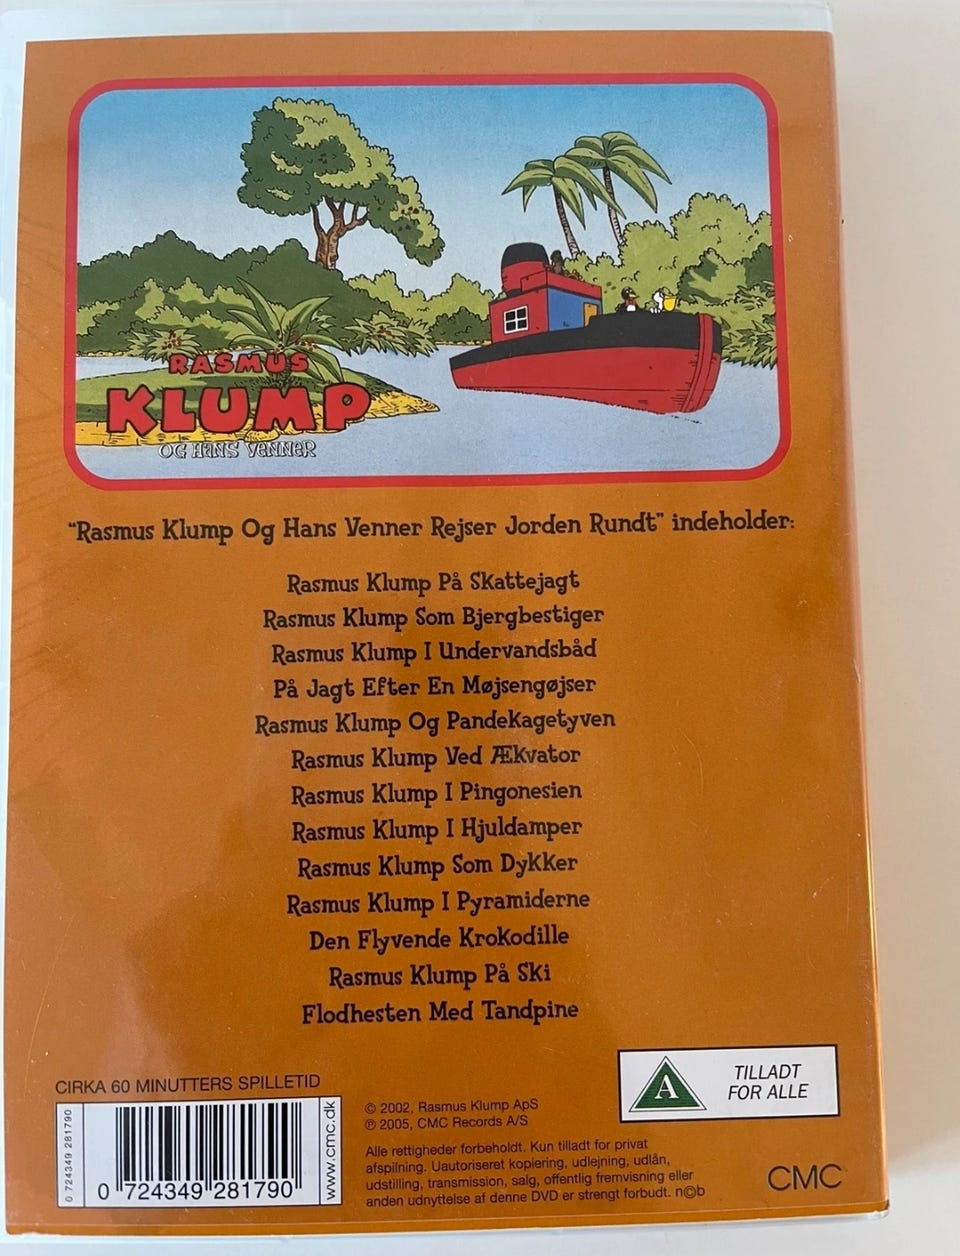 RASMUS
KLUMP
OG HANS VENNER
"Rasmus Klump Og Hans Venner Rejser Jorden Rundt" indeholder:
Rasmus Klump På Skattejagt
Rasmus Klump Som Bjergbestiger
Rasmus Klump I Undervandsbåd
På Jagt Efter En Møjsengøjser
Rasmus Klump Og Pandekagetyven
Rasmus Klump Ved Ækvator
Rasmus Klump I Pingonesien
Rasmus Klump I Hjuldamper
Rasmus Klump Som Dykker
Rasmus Klump I Pyramiderne
Den Flyvende Krokodille
Rasmus Klump På Ski
Flodhesten Med Tandpine
CIRKA 60 MINUTTERS SPILLETID
0 724349 281790
0 724349 281790
www.cmc.dk
© 2002, Rasmus Klump ApS
℗ 2005, CMC Records A/S
Alle rettigheder forbeholdt. Kun tilladt for privat
afspilning. Uautoriseret kopiering, udlejning, udlån,
udstilling, transmission, salg, offentlig fremvisning eller
anden udnyttelse af denne DVD er strengt forbudt. n©b
A
TILLADT
FOR ALLE
CMC